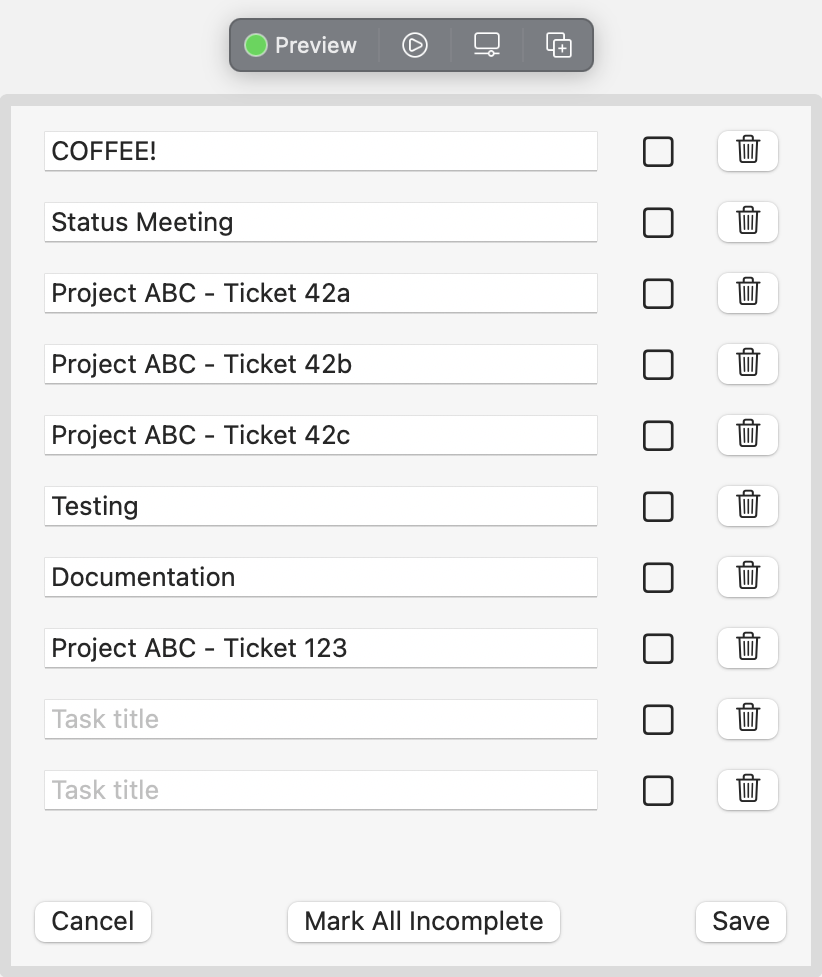 Preview
COFFEE!
Status Meeting
Project ABC - Ticket 42a
Project ABC - Ticket 42b
Project ABC - Ticket 42c
Testing
Documentation
Project ABC - Ticket 123
Task title
Task title
Cancel Mark All Incomplete Save